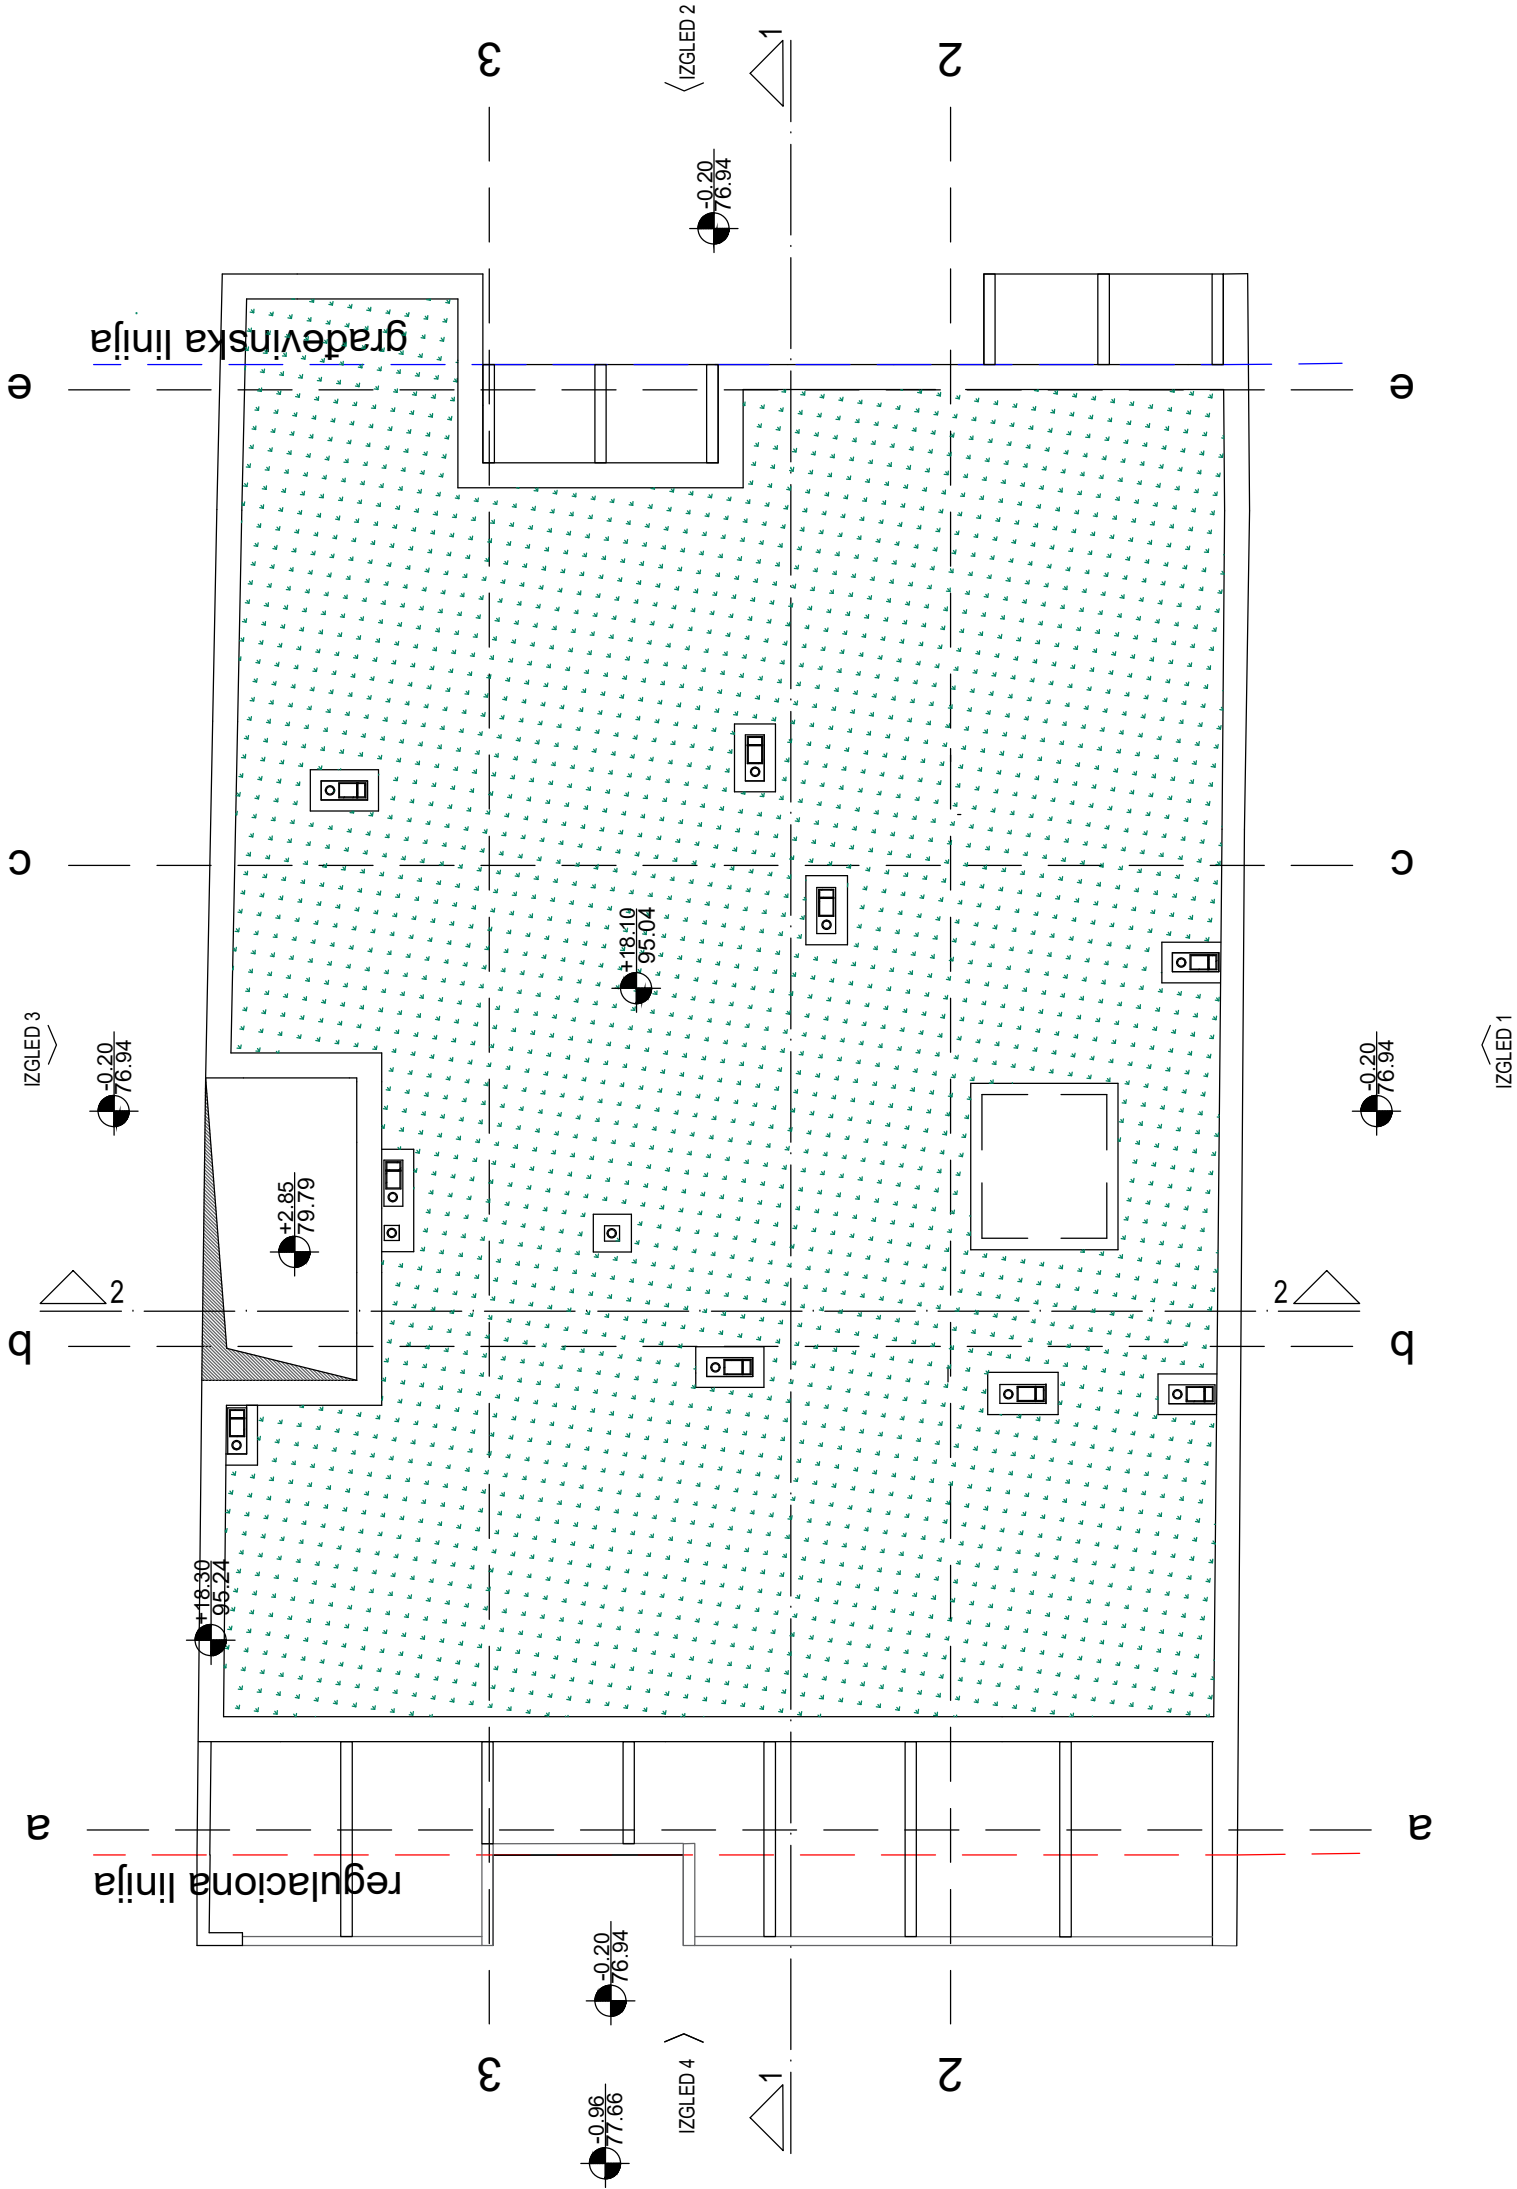 IZGLED 2
3
1
2
-0.20
76.94
građevinska linija
e
e
c
c
+18.10
95.04
IZGLED 3
-0.20
76.94
-0.20
76.94
IZGLED 1
+2.85
79.79
2
2
b
b
+18.30
95.24
a
a
regulaciona linija
-0.20
76.94
3
IZGLED 4
1
2
-0.96
77.66